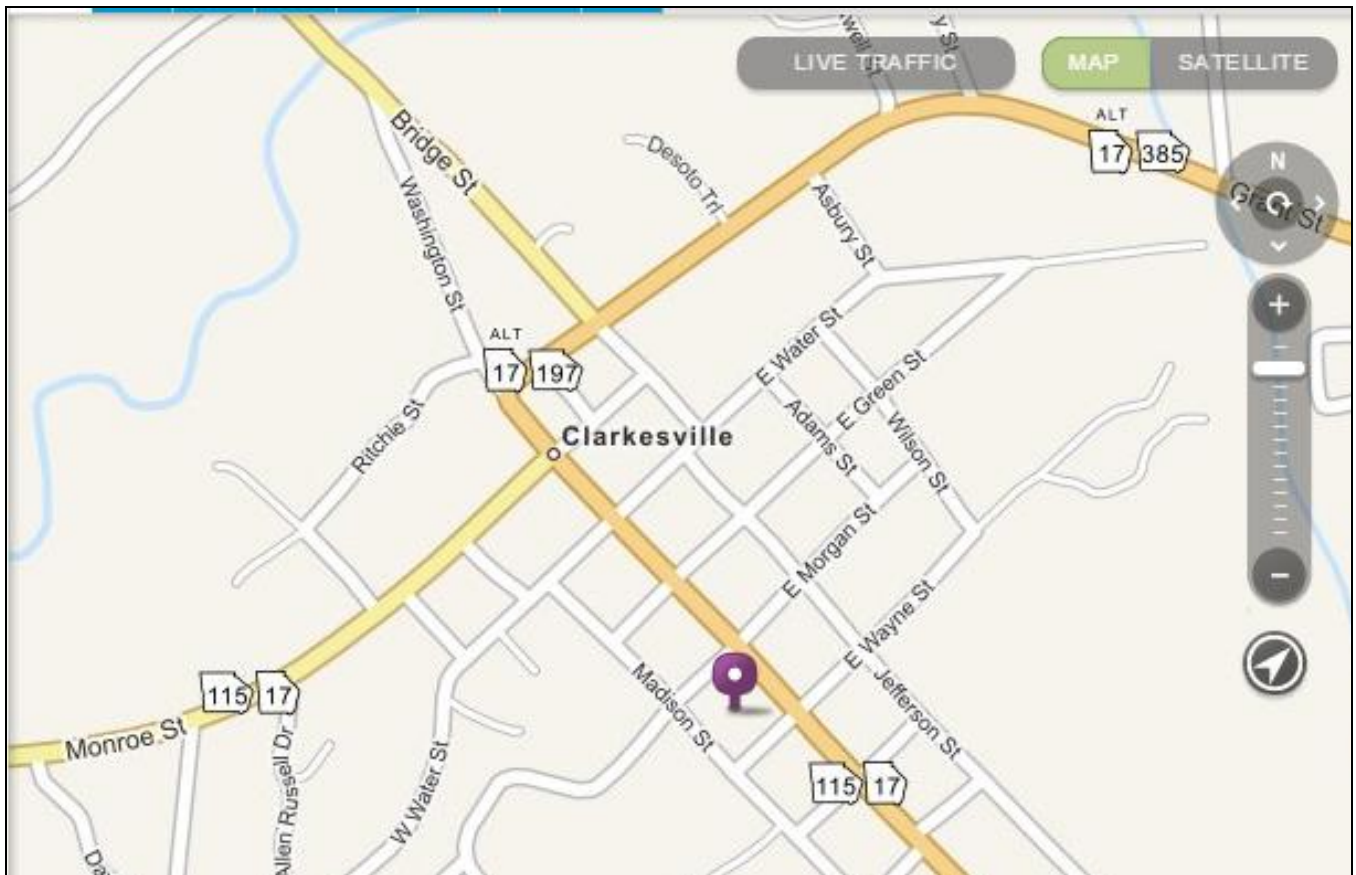 LIVE TRAFFIC
MAP
SATELLITE
ALT
17
385
N
Grant St
Bridge St
Desoto Trl
Asbury St
Washington St
ALT
17
197
E Water St
Adams St
E Green St
Wilson St
Ritchie St
Clarkesville
E Morgan St
E Wayne St
Jefferson St
Madison St
115
17
Monroe St
Allen Russell Dr
W Water St
115
17